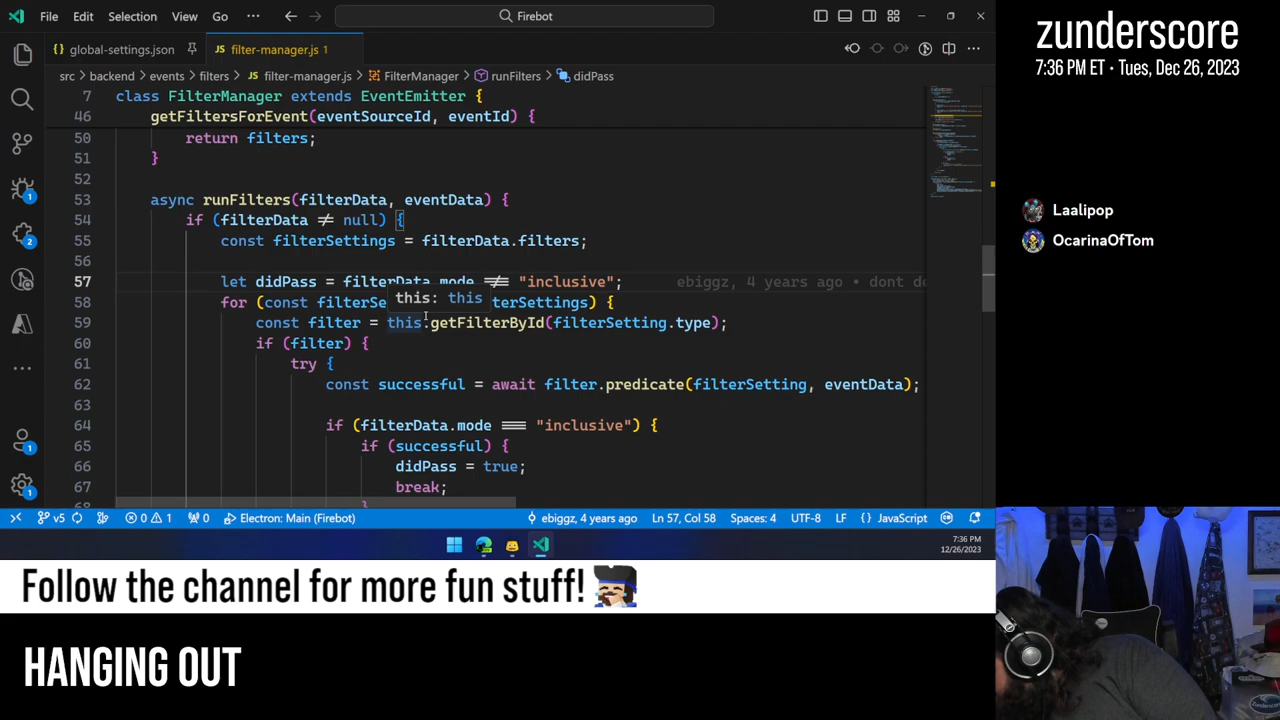 File Edit Selection View Go ··· Firebot
global-settings.json filter-manager.js 1
src > backend > events > filters > filter-manager.js > FilterManager > runFilters > didPass
7 class FilterManager extends EventEmitter {
46 getFiltersForEvent(eventSourceId, eventId) {
50 return filters;
51 }
52
53 async runFilters(filterData, eventData) {
54 if (filterData !== null) {
55 const filterSettings = filterData.filters;
56
57 let didPass = filterData.mode !== "inclusive"; ebiggz, 4 years ago • dont de
this: this
58 for (const filterSe terSettings) {
59 const filter = this.getFilterById(filterSetting.type);
60 if (filter) {
61 try {
62 const successful = await filter.predicate(filterSetting, eventData);
63
64 if (filterData.mode === "inclusive") {
65 if (successful) {
66 didPass = true;
67 break;
68 }
1
2
1
1
v5 0 1 0 Electron: Main (Firebot) ebiggz, 4 years ago Ln 57, Col 58 Spaces: 4 UTF-8 LF {} JavaScript
7:36 PM
12/26/2023
zunderscore
7:36 PM ET • Tues, Dec 26, 2023
Laalipop
OcarinaOfTom
Follow the channel for more fun stuff!
HANGING OUT